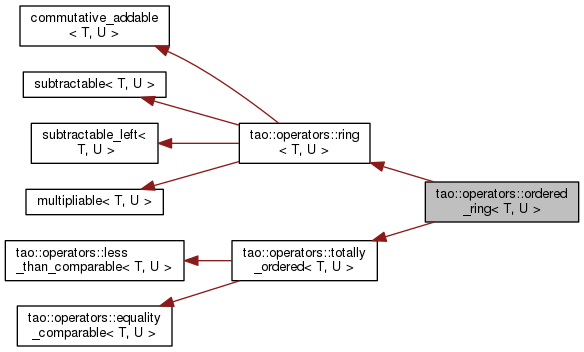 commutative_addable
< T, U >
subtractable< T, U >
subtractable_left<
T, U >
multipliable< T, U >
tao::operators::ring
< T, U >
tao::operators::ordered
_ring< T, U >
tao::operators::less
_than_comparable< T, U >
tao::operators::totally
_ordered< T, U >
tao::operators::equality
_comparable< T, U >